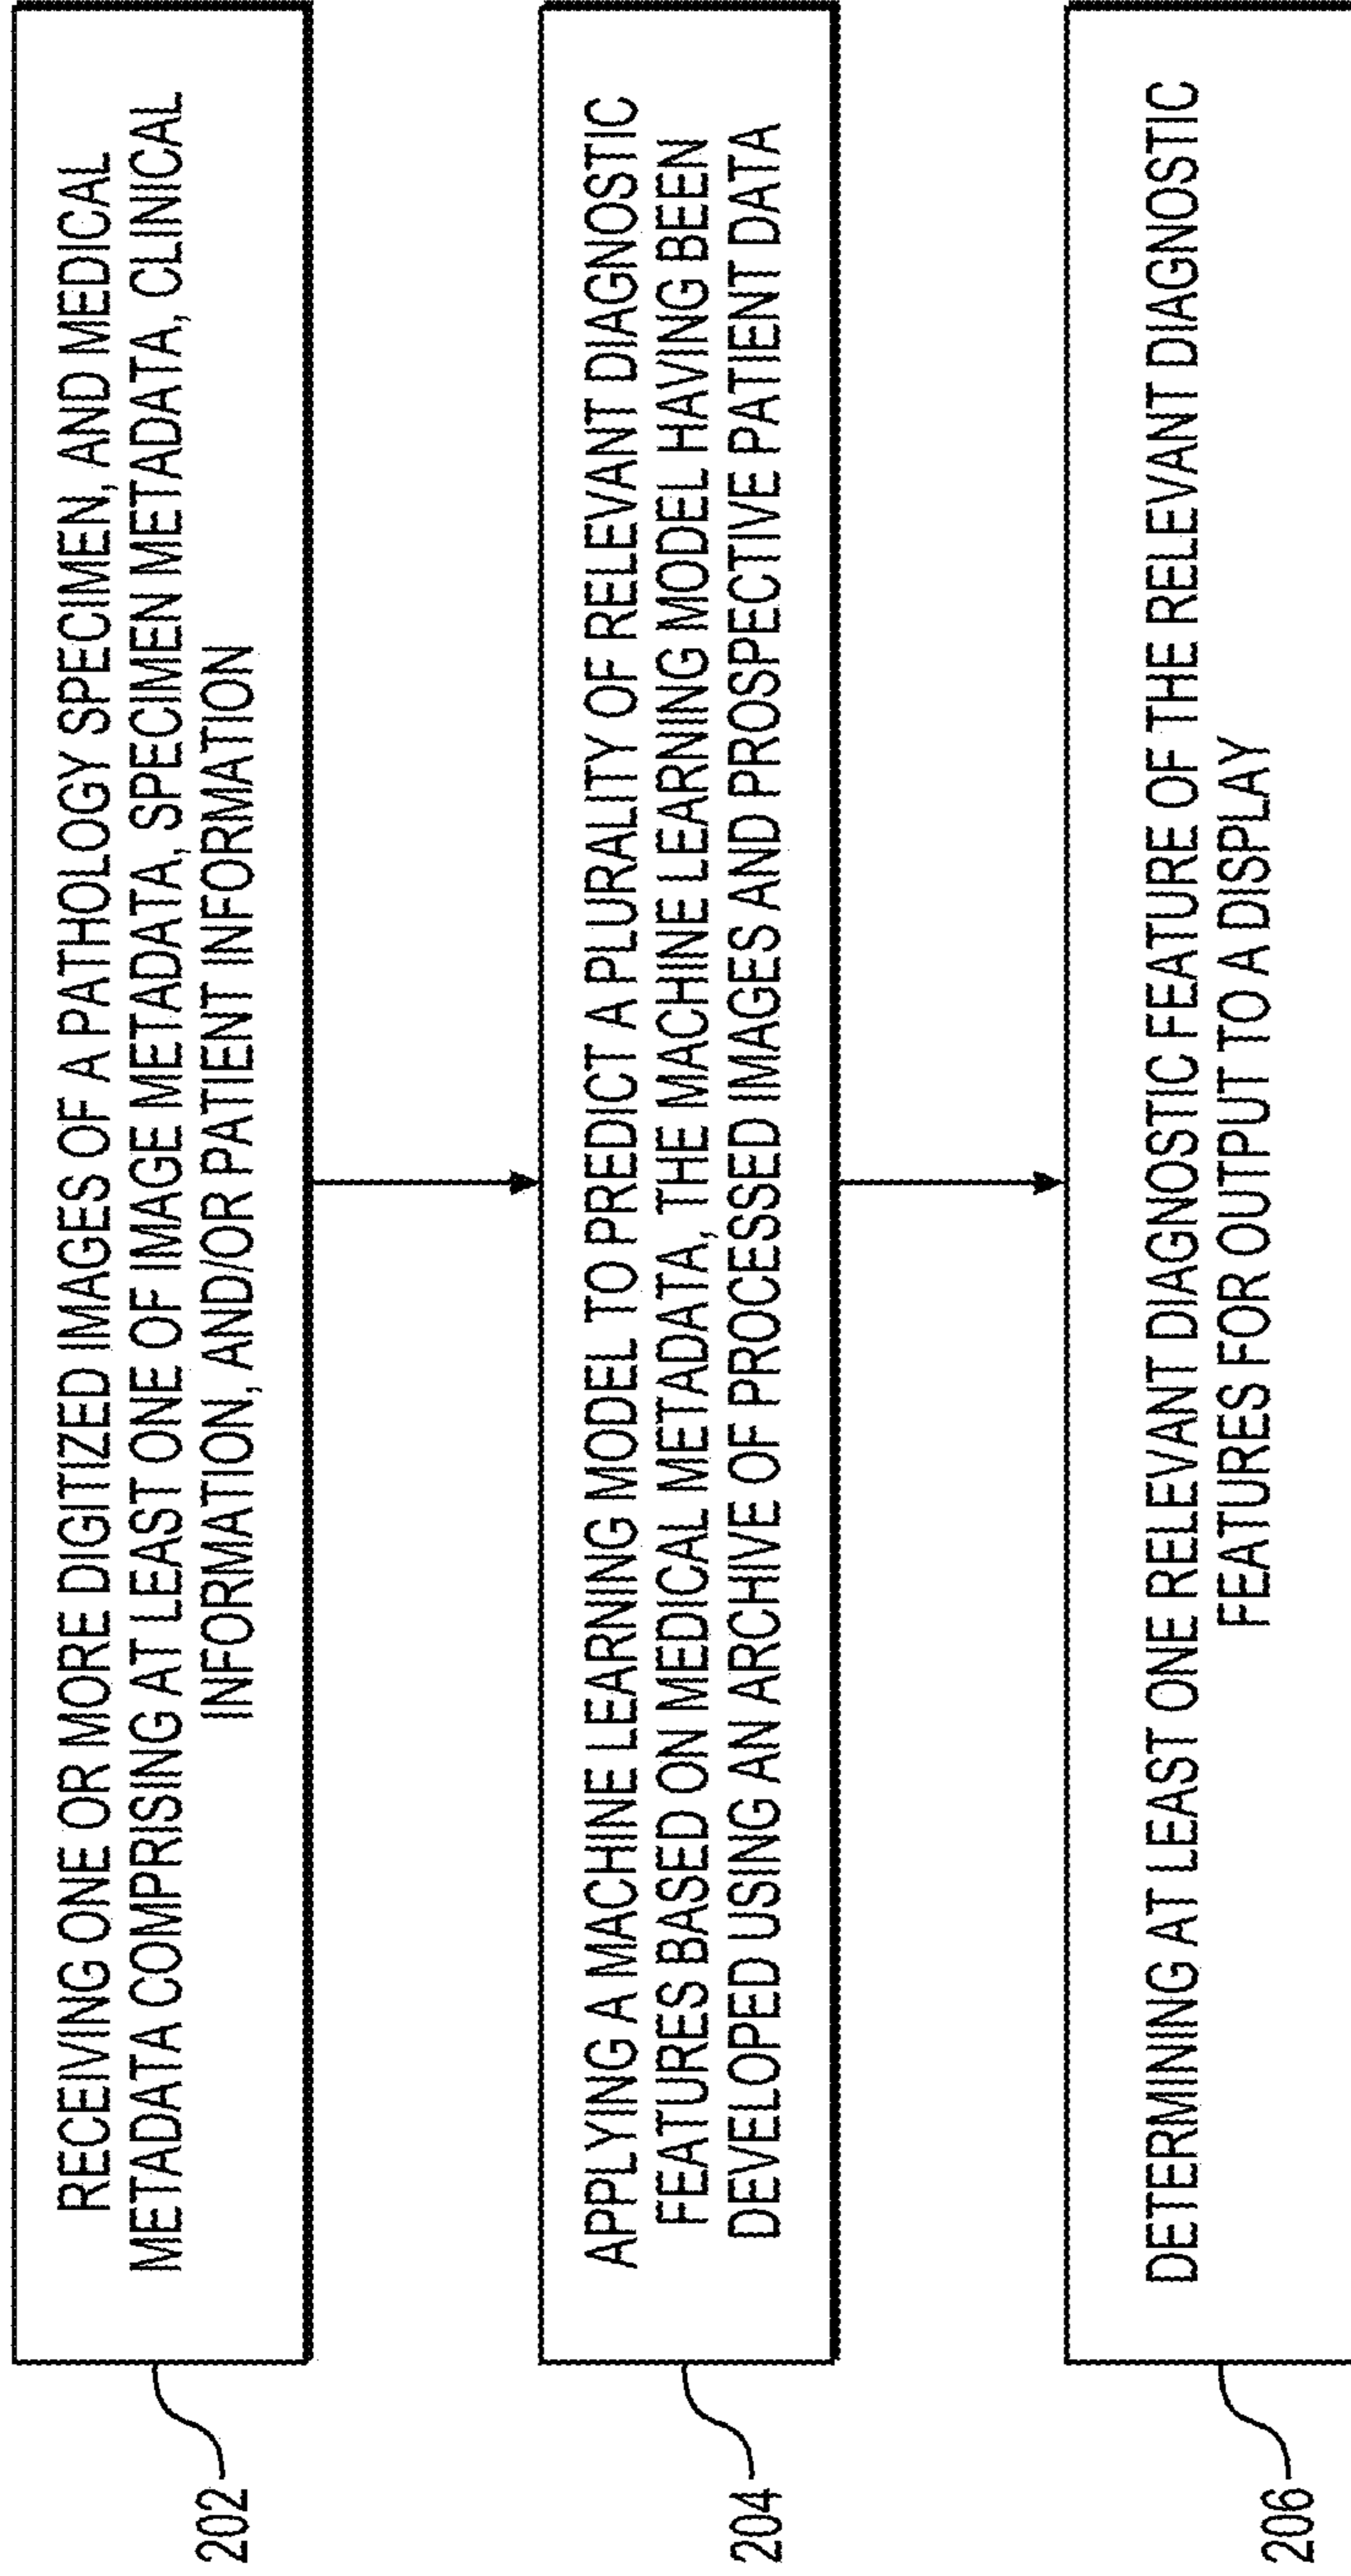 202
RECEIVING ONE OR MORE DIGITIZED IMAGES OF A PATHOLOGY SPECIMEN, AND MEDICAL
METADATA COMPRISING AT LEAST ONE OF IMAGE METADATA, SPECIMEN METADATA, CLINICAL
INFORMATION, AND/OR PATIENT INFORMATION
204
APPLYING A MACHINE LEARNING MODEL TO PREDICT A PLURALITY OF RELEVANT DIAGNOSTIC
FEATURES BASED ON MEDICAL METADATA, THE MACHINE LEARNING MODEL HAVING BEEN
DEVELOPED USING AN ARCHIVE OF PROCESSED IMAGES AND PROSPECTIVE PATIENT DATA
206
DETERMINING AT LEAST ONE RELEVANT DIAGNOSTIC FEATURE OF THE RELEVANT DIAGNOSTIC
FEATURES FOR OUTPUT TO A DISPLAY